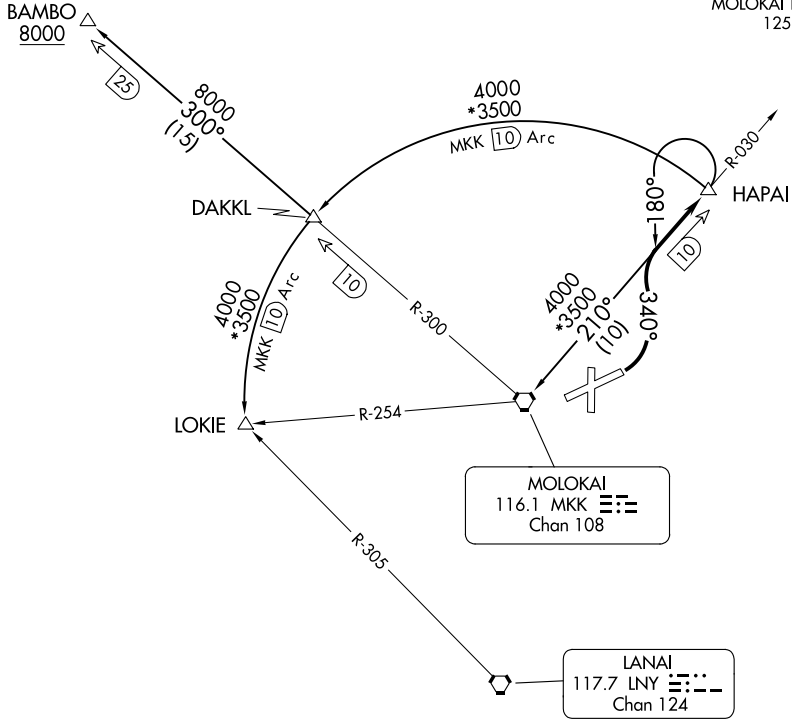 BAMBO
8000
MOLOKAI
125
25
8000
300°
(15)
4000
*3500
MKK 10 Arc
R-030
HAPAI
180°
10
DAKKL
10
4000
*3500
210°
(10)
340°
4000
*3500
MKK 10 Arc
R-300
R-254
LOKIE
MOLOKAI
116.1 MKK
Chan 108
R-305
LANAI
117.7 LNY
Chan 124